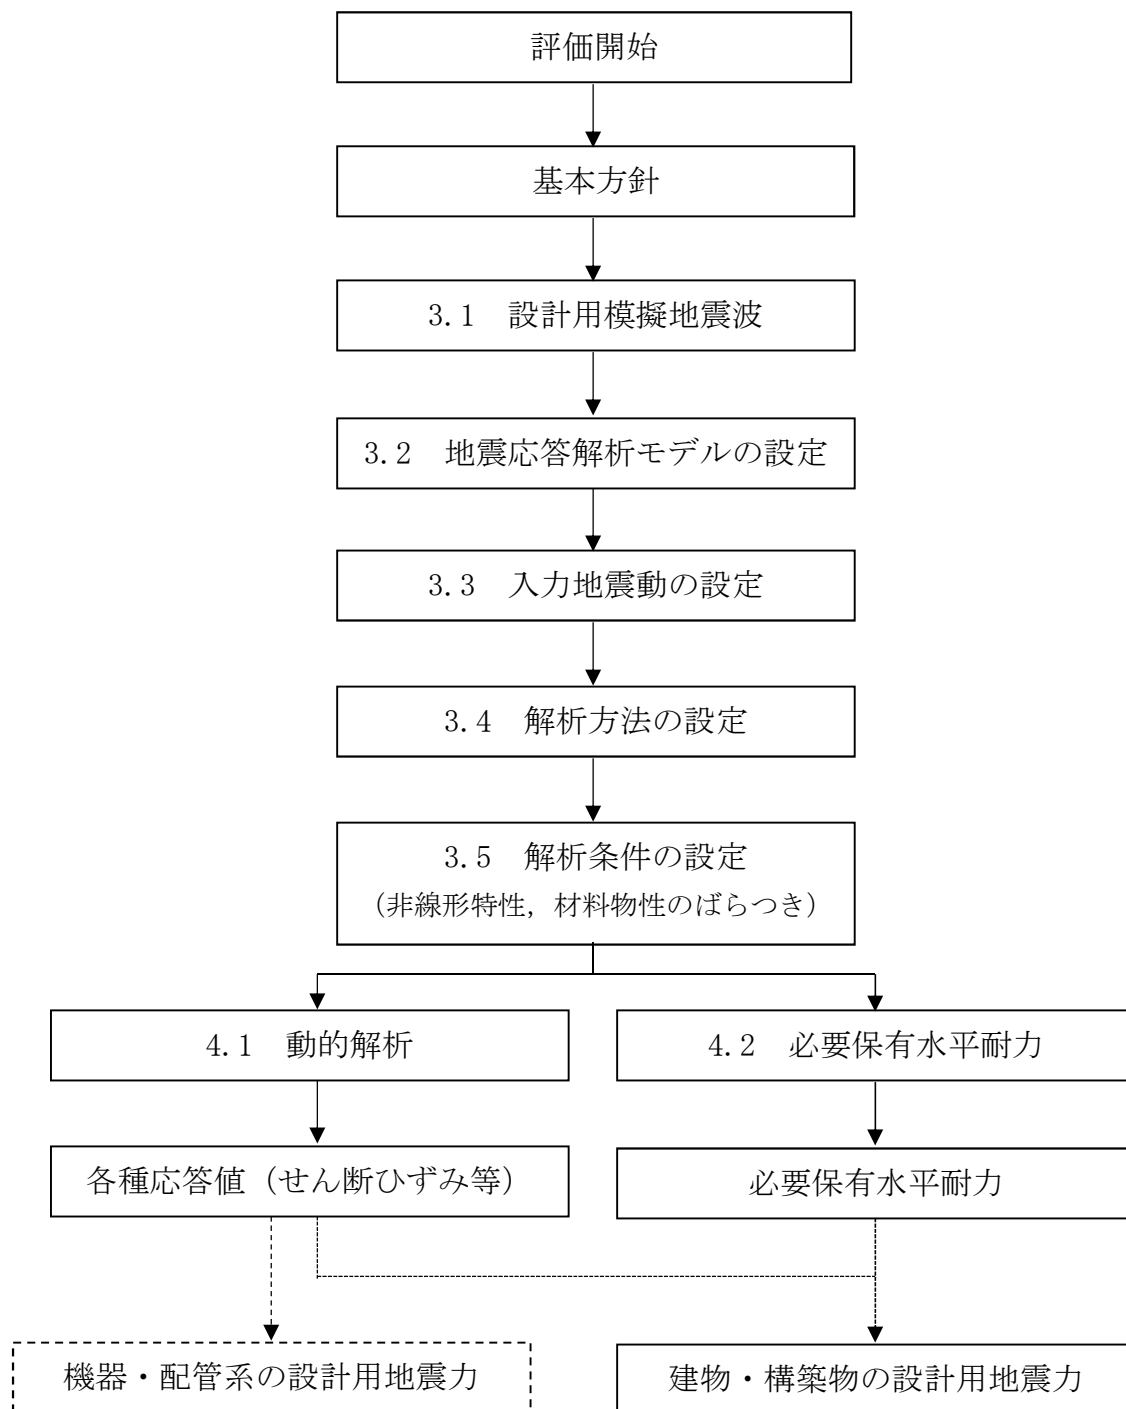 評価開始
基本方針
3.1　設計用模擬地震波
3.2　地震応答解析モデルの設定
3.3　入力地震動の設定
3.4　解析方法の設定
3.5　解析条件の設定
（非線形特性，材料物性のばらつき）
4.1　動的解析
4.2　必要保有水平耐力
各種応答値（せん断ひずみ等）
必要保有水平耐力
機器・配管系の設計用地震力
建物・構築物の設計用地震力